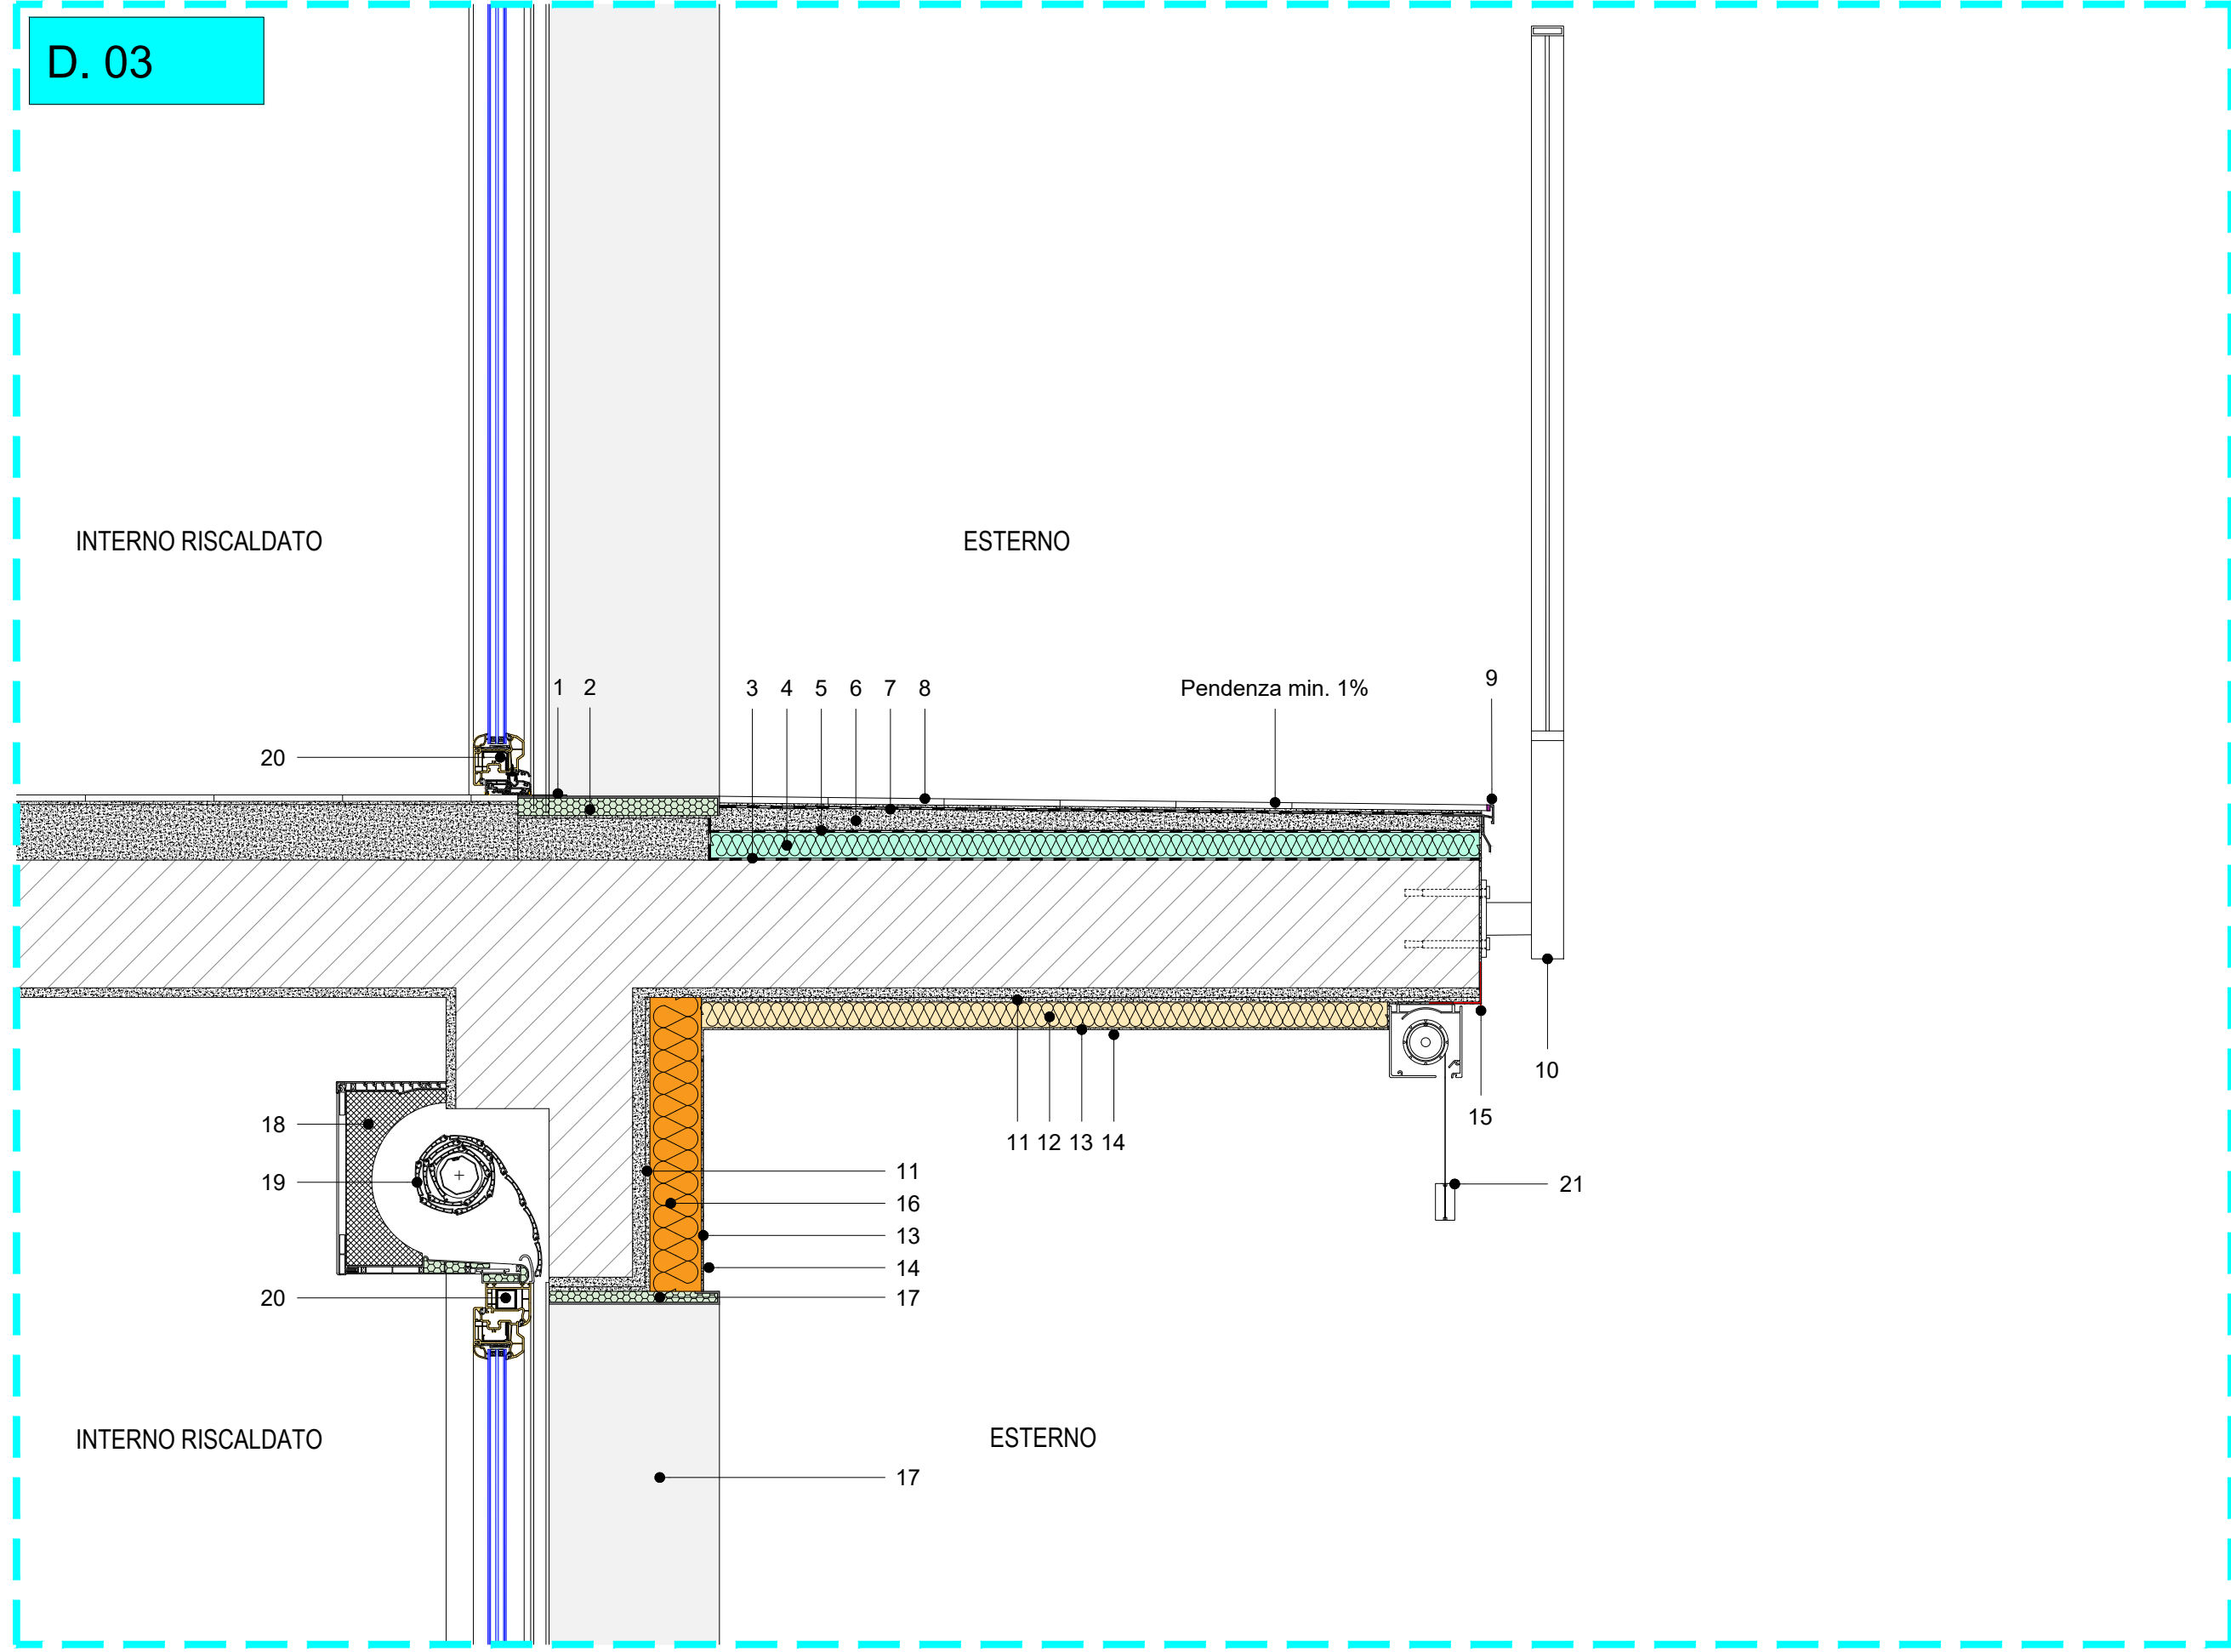 D. 03
INTERNO RISCALDATO
ESTERNO
1 2
3 4 5 6 7 8
Pendenza min. 1%
9
20
10
15
11 12 13 14
18
19
20
11
16
13
14
17
21
INTERNO RISCALDATO
ESTERNO
17